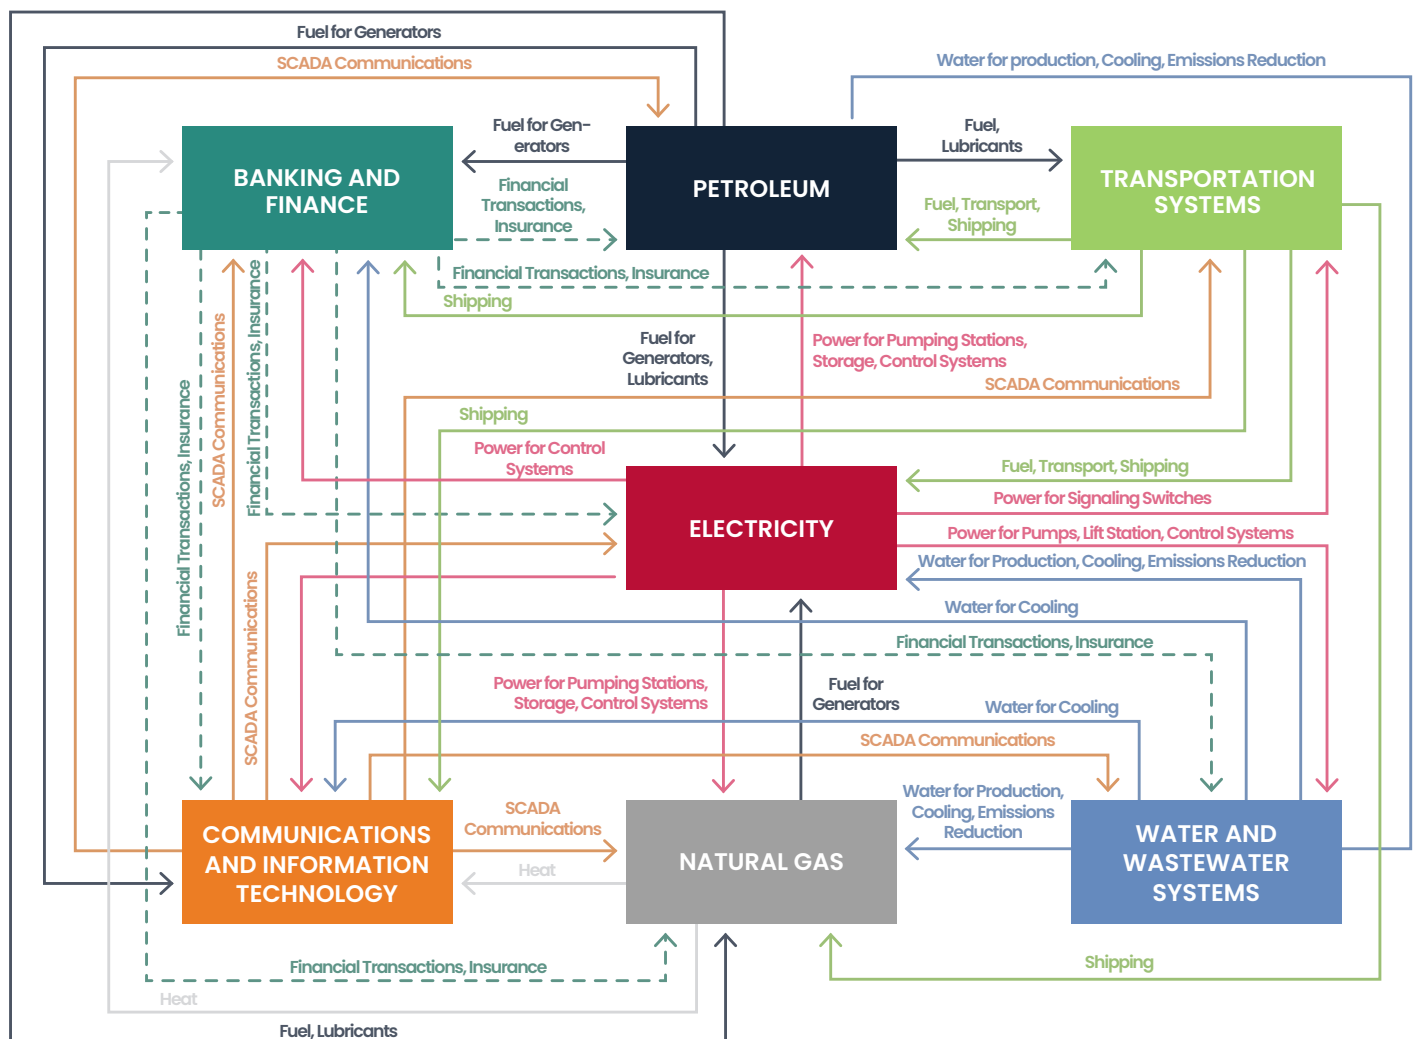 Fuel for Generators
SCADA Communications
Water for production, Cooling, Emissions Reduction
Fuel for Gen-
erators
Fuel,
Lubricants
BANKING AND
FINANCE
PETROLEUM
TRANSPORTATION
SYSTEMS
Financial
Transactions,
Insurance
Fuel, Transport,
Shipping
Financial Transactions, Insurance
Shipping
Fuel for
Generators,
Lubricants
Power for Pumping Stations,
Storage, Control Systems
SCADA Communications
Financial Transactions, Insurance
SCADA Communications
Financial Transactions, Insurance
Shipping
Power for Control
Systems
Fuel, Transport, Shipping
Power for Signaling Switches
ELECTRICITY
Power for Pumps, Lift Station, Control Systems
Water for Production, Cooling, Emissions Reduction
SCADA Communications
Water for Cooling
Financial Transactions, Insurance
Power for Pumping Stations,
Storage, Control Systems
Fuel for
Generators
Water for Cooling
SCADA Communications
SCADA
Communications
Water for Production,
Cooling, Emissions
Reduction
COMMUNICATIONS
AND INFORMATION
TECHNOLOGY
Heat
NATURAL GAS
WATER AND
WASTEWATER
SYSTEMS
Financial Transactions, Insurance
Shipping
Heat
Fuel, Lubricants